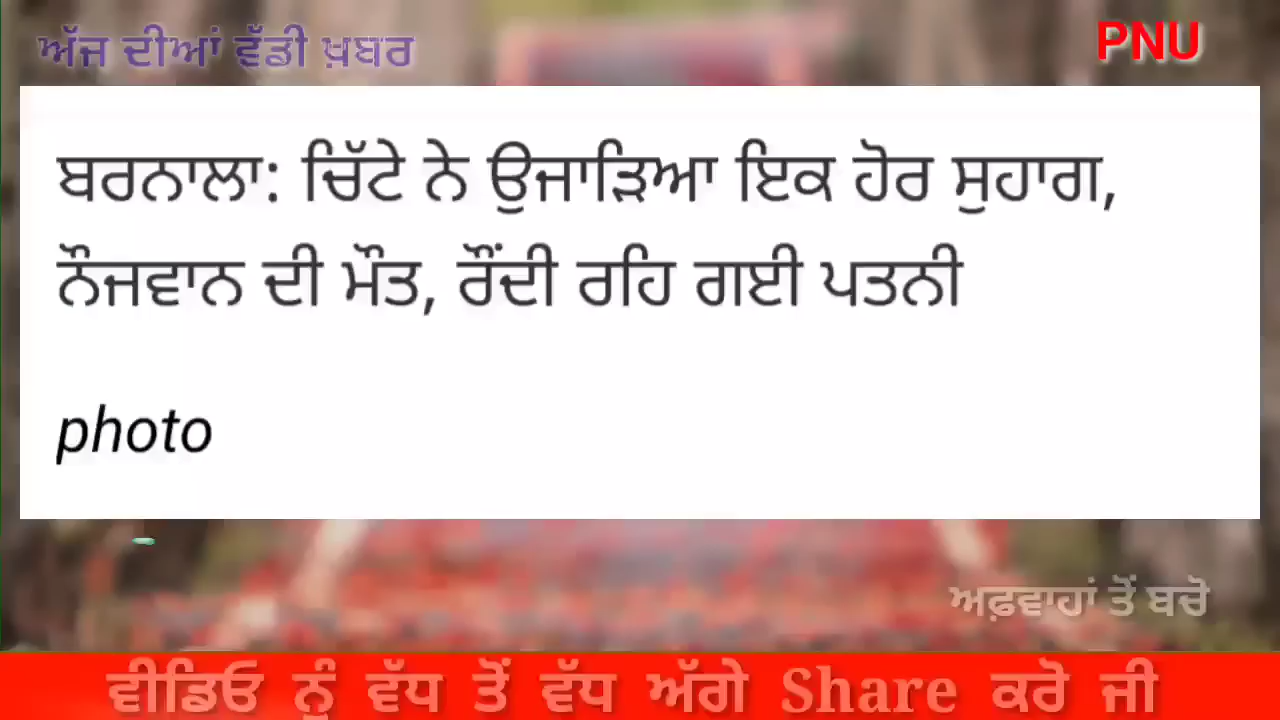 ਅੱਜ ਦੀਆਂ ਵੱਡੀ ਖ਼ਬਰ
PNU
ਬਰਨਾਲਾ: ਚਿੱਟੇ ਨੇ ਉਜਾੜਿਆ ਇਕ ਹੋਰ ਸੁਹਾਗ,
ਨੌਜਵਾਨ ਦੀ ਮੌਤ, ਰੌਂਦੀ ਰਹਿ ਗਈ ਪਤਨੀ
photo
ਅਫ਼ਵਾਹਾਂ ਤੋਂ ਬਚੋ
ਵੀਡਿਓ ਨੂੰ ਵੱਧ ਤੋਂ ਵੱਧ ਅੱਗੇ Share ਕਰੋ ਜੀ